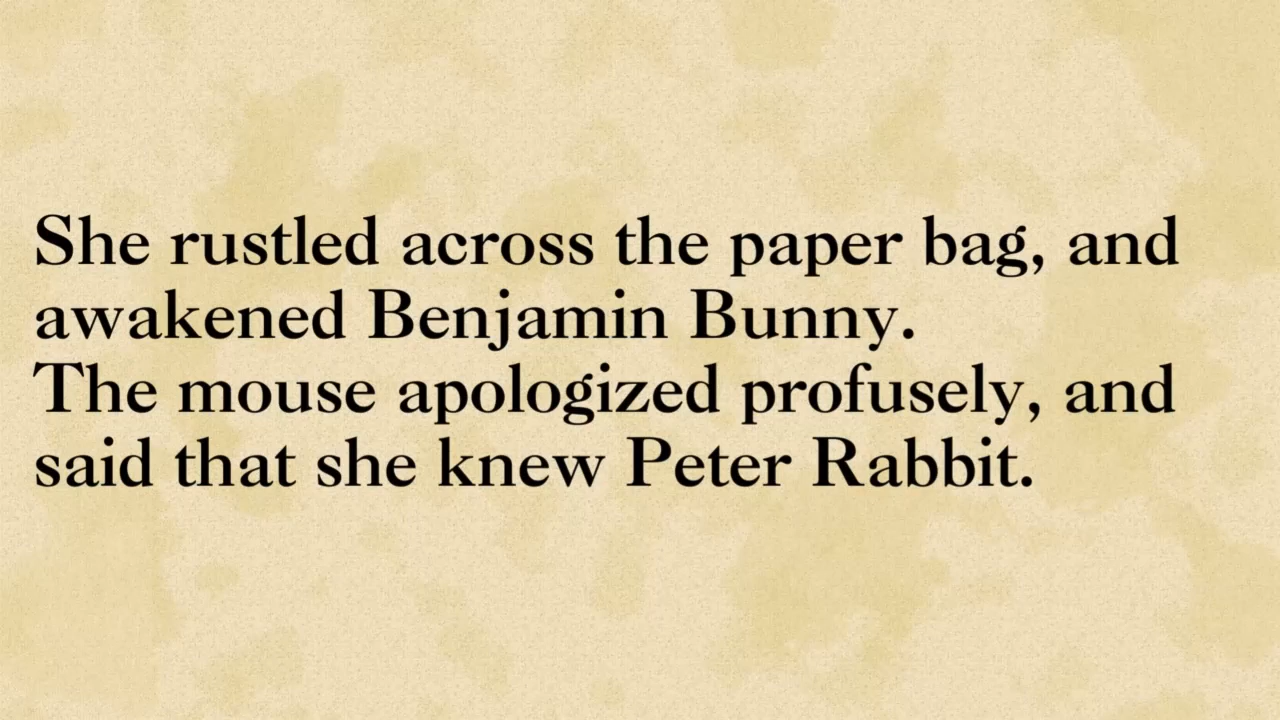 She rustled across the paper bag, and
awakened Benjamin Bunny.
The mouse apologized profusely, and
said that she knew Peter Rabbit.